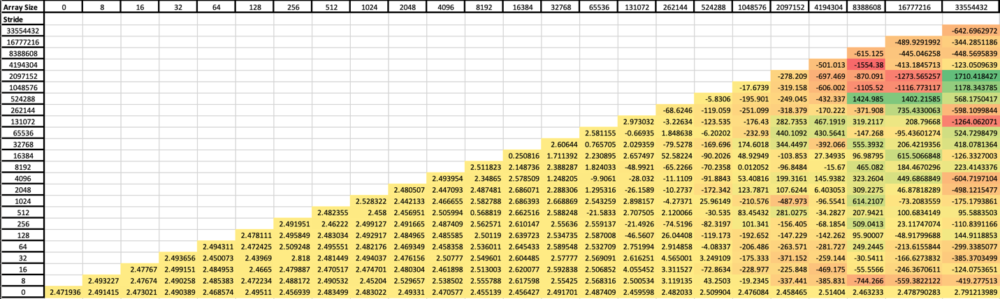 Array Size 0 8 16 32 64 128 256 512 1024 2048 4096 8192 16384 32768 65536 131072 262144 524288 1048576 2097152 4194304 8388608 16777216 33554432
Stride
33554432 -642.6962972
16777216 -489.9291992 -344.2851186
8388608 -615.125 -445.046258 -448.5695839
4194304 -501.013 -1554.38 -413.1845713 -123.0509639
2097152 -278.209 -697.469 -870.091 -1273.565257 1710.418427
1048576 -17.6739 -319.158 -606.002 -1105.52 -1116.773117 1178.343785
524288 -5.8306 -195.901 -249.045 -432.337 1424.985 1402.21585 568.1750417
262144 -68.6246 -119.059 -251.099 -318.379 -170.222 -371.908 735.4330063 -598.1099844
131072 2.973032 -3.22634 -123.535 -176.43 282.7353 467.1919 319.2117 208.79668 -1264.062071
65536 2.581155 -0.66935 1.848638 -6.20202 -232.93 440.1092 430.5641 -147.268 -95.43601274 524.7298479
32768 2.60644 0.765705 2.029359 -79.5278 -169.696 174.6018 344.4497 -392.066 555.3932 206.4219356 418.0781364
16384 0.250816 1.711392 2.230895 2.657497 52.58224 -90.2026 48.92949 -103.853 27.34935 96.98795 615.5066848 -126.3327003
8192 2.511823 2.148736 2.388287 1.824033 -48.9921 -65.2266 -70.2358 0.012052 -96.8484 -15.67 465.082 184.4670296 223.4143376
4096 2.493954 2.34865 2.578509 1.248205 -9.9061 -28.032 -11.1109 -91.8843 53.40816 199.3161 145.9382 323.2604 449.6868849 -604.7197104
2048 2.480507 2.447093 2.487481 2.686071 2.288306 1.295316 -26.1589 -10.2737 -172.342 123.7871 107.6244 6.403053 309.2275 46.87818289 -498.1215477
1024 2.528322 2.442133 2.466655 2.582788 2.686393 2.668869 2.543259 2.898157 -4.27371 25.96149 -210.576 -487.973 -96.5541 614.2107 -73.2083559 -175.1793861
512 2.482355 2.458 2.456951 2.505994 0.568819 2.662516 2.588248 -21.5833 2.707505 2.120066 -30.535 83.45432 281.0275 -34.2827 207.9421 100.6834149 95.5883503
256 2.491951 2.46222 2.499127 2.491665 2.487409 2.562571 2.610147 2.55636 2.559137 -21.4926 -74.5196 -82.3197 101.341 -156.405 -68.1854 509.0413 23.11747074 -110.8391166
128 2.478111 2.495849 2.483034 2.492917 2.484965 2.485585 2.50119 2.639723 2.534735 2.587008 -46.5607 26.04408 -119.173 -192.652 -147.229 -142.262 95.90007 -48.91799688 144.9118853
64 2.494311 2.472425 2.509248 2.495551 2.482176 2.469349 2.458358 2.536011 2.645433 2.589548 2.532709 2.751994 2.914858 -4.08337 -206.486 -263.571 -281.727 249.2445 -213.6155844 -299.3385077
32 2.493656 2.450073 2.43969 2.818 2.481449 2.494037 2.476156 2.50777 2.549601 2.604485 2.57777 2.569091 2.616251 4.565001 3.249109 -175.333 -371.152 -259.144 -30.5411 -166.6273832 -385.3703499
16 2.47767 2.499151 2.484953 2.4665 2.479887 2.470517 2.474701 2.480304 2.461898 2.513003 2.620077 2.592838 2.506852 4.055452 3.311527 -72.8634 -228.977 -225.848 -469.175 -55.5566 -246.3670611 -124.0753651
8 2.493227 2.47674 2.490258 2.485383 2.472234 2.488172 2.490532 2.45204 2.529657 2.538502 2.555788 2.617598 2.55425 2.568316 2.500534 3.119135 43.2503 -19.2345 -337.441 -385.831 -744.266 -559.3822122 -419.277513
0 2.471936 2.491415 2.473021 2.490389 2.468574 2.49511 2.456939 2.483499 2.483022 2.49331 2.470577 2.455139 2.456427 2.491701 2.487409 2.459598 2.482033 2.509904 2.476084 2.458465 2.51404 2.463233 2.478790283 2.791213989